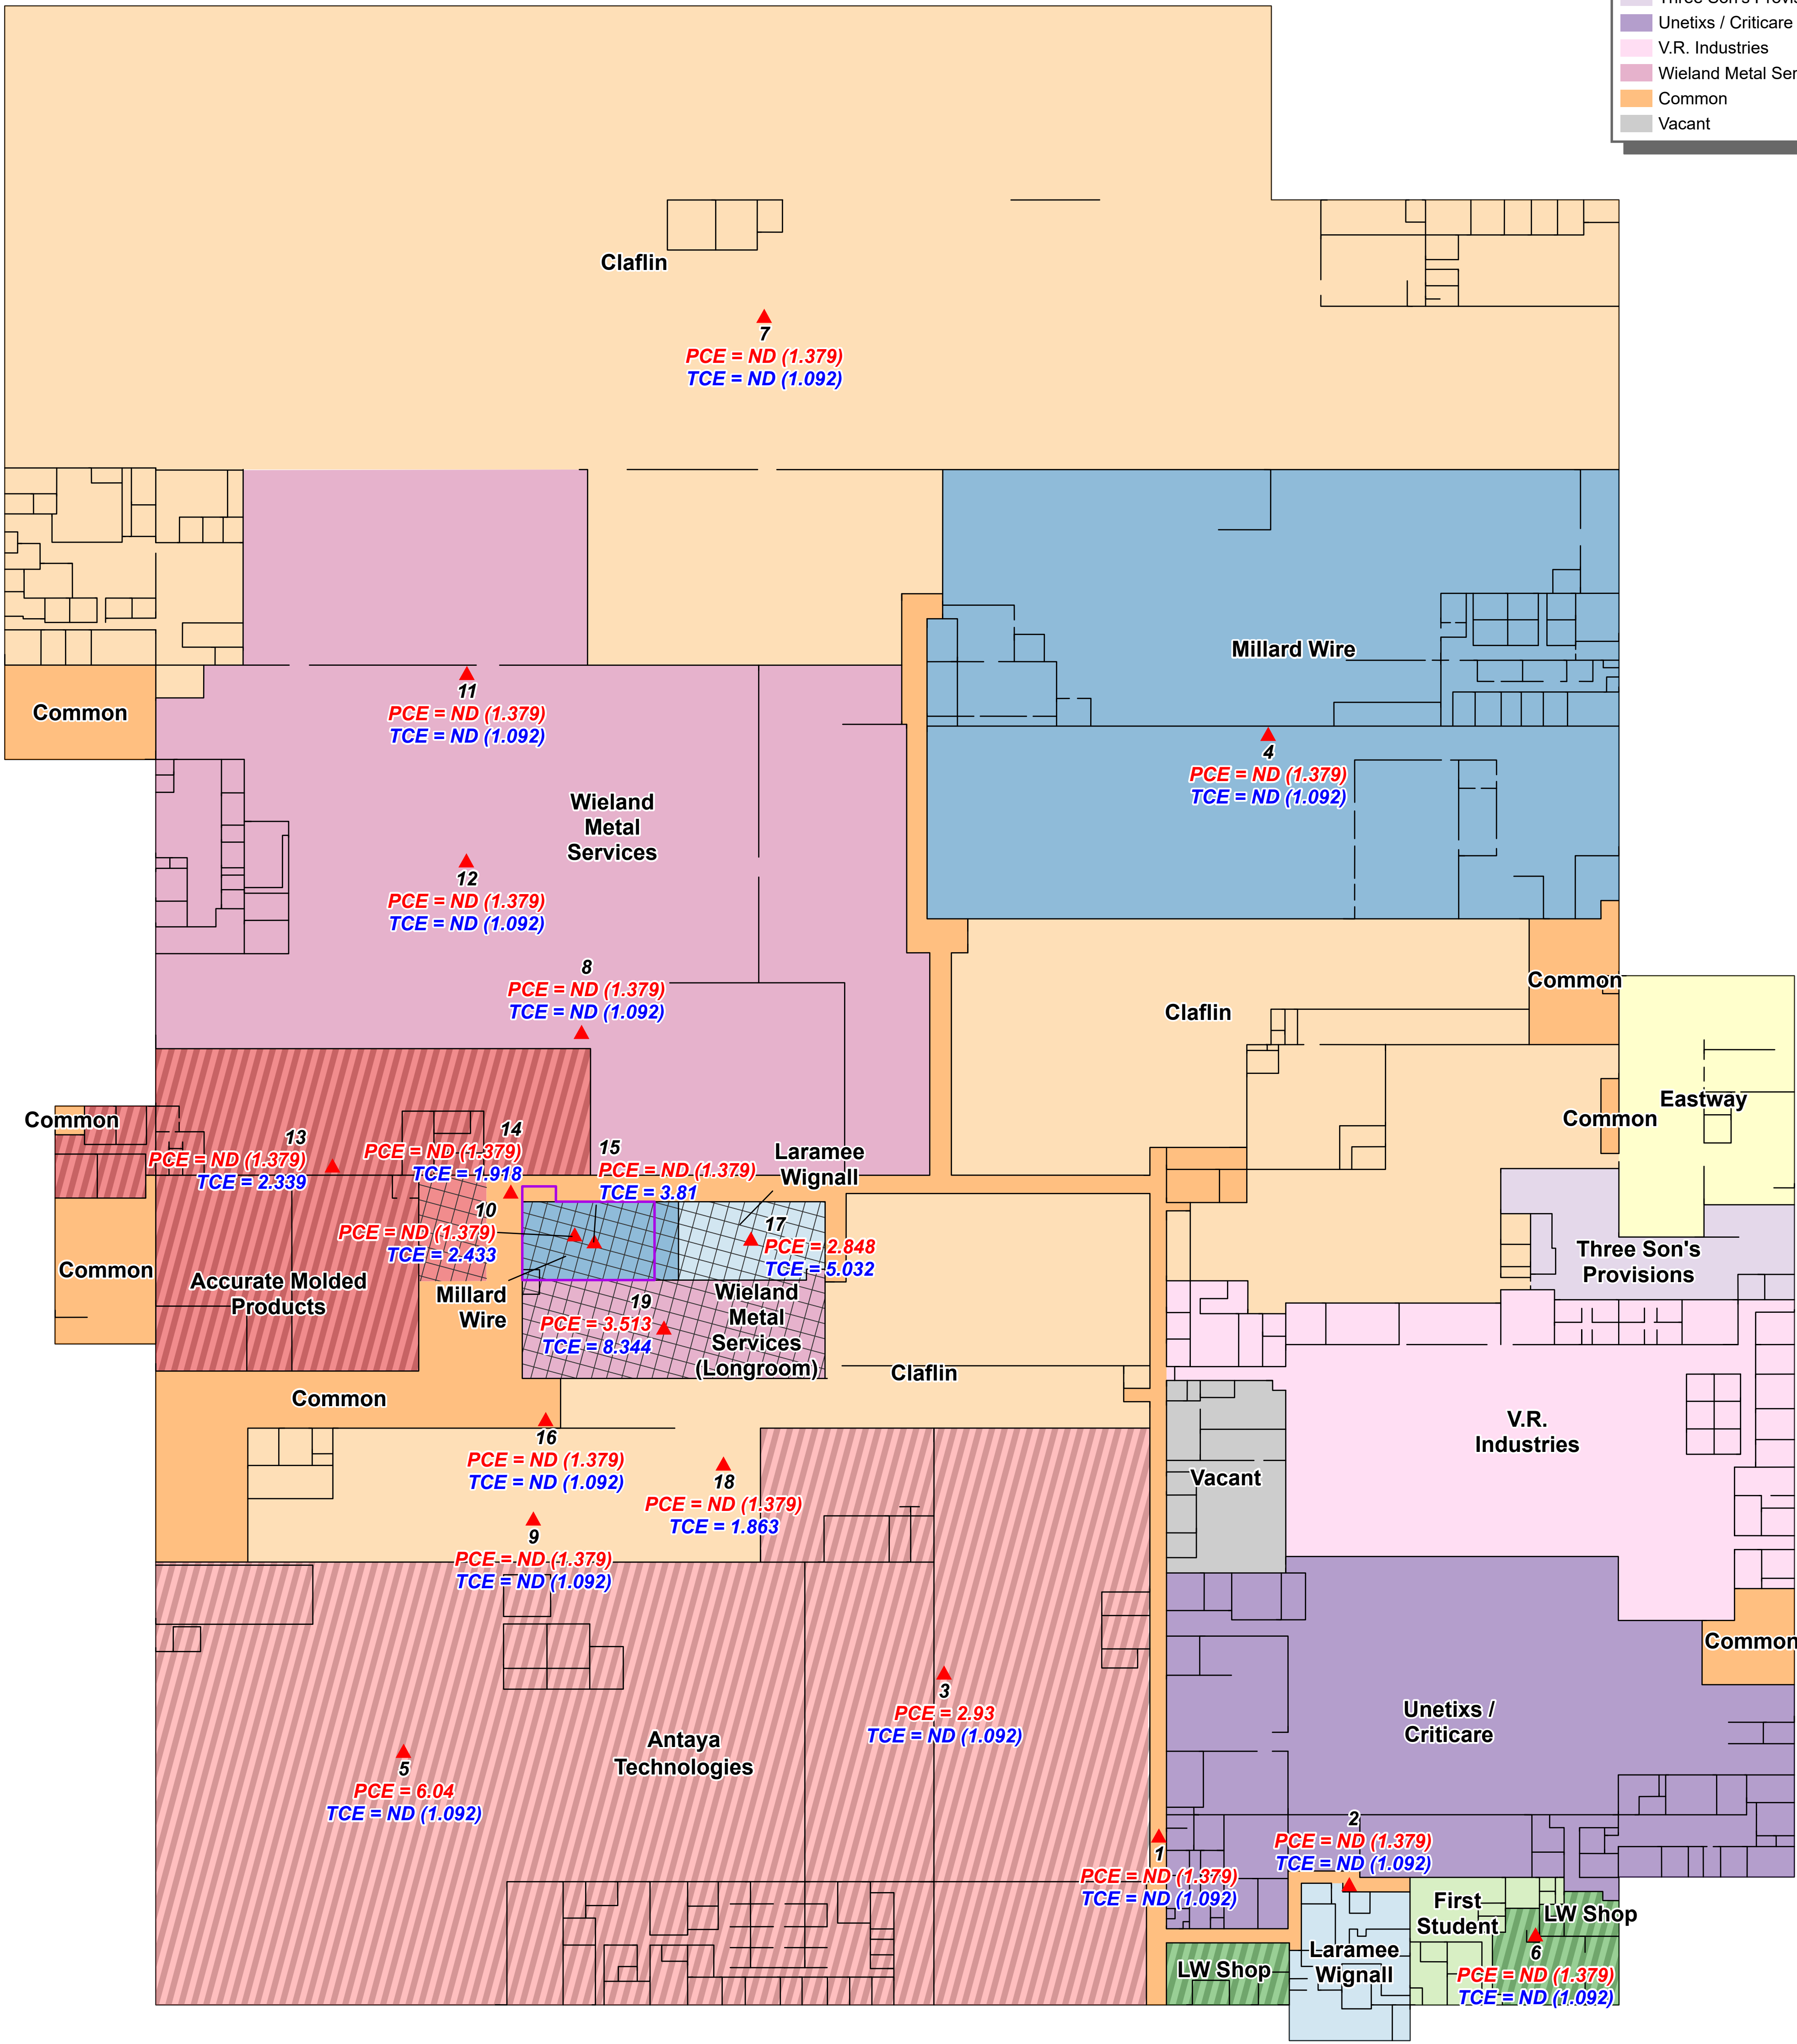 Unetixs / Criticare
V.R. Industries
Wieland Metal Ser
Common
Vacant
Claflin
7
PCE = ND (1.379)
TCE = ND (1.092)
Millard Wire
Common
11
PCE = ND (1.379)
TCE = ND (1.092)
4
PCE = ND (1.379)
TCE = ND (1.092)
Wieland
Metal
Services
12
PCE = ND (1.379)
TCE = ND (1.092)
8
PCE = ND (1.379)
TCE = ND (1.092)
Common
Claflin
Eastway
Common
Common
13
PCE = ND (1.379)
TCE = 2.339
14
PCE = ND (1.379)
TCE = 1.918
15
PCE = ND (1.379)
TCE = 3.81
Laramee
Wignall
10
PCE = ND (1.379)
TCE = 2.433
17
PCE = 2.848
TCE = 5.032
Three Son's
Provisions
Common
Accurate Molded
Products
Millard
Wire
19
PCE = 3.513
TCE = 8.344
Wieland
Metal
Services
(Longroom)
Claflin
Common
16
PCE = ND (1.379)
TCE = ND (1.092)
V.R.
Industries
Vacant
18
PCE = ND (1.379)
TCE = 1.863
9
PCE = ND (1.379)
TCE = ND (1.092)
Common
3
PCE = 2.93
TCE = ND (1.092)
Unetixs /
Criticare
Antaya
Technologies
5
PCE = 6.04
TCE = ND (1.092)
2
PCE = ND (1.379)
TCE = ND (1.092)
1
PCE = ND (1.379)
TCE = ND (1.092)
First
Student
LW Shop
6
PCE = ND (1.379)
TCE = ND (1.092)
Laramee
Wignall
LW Shop